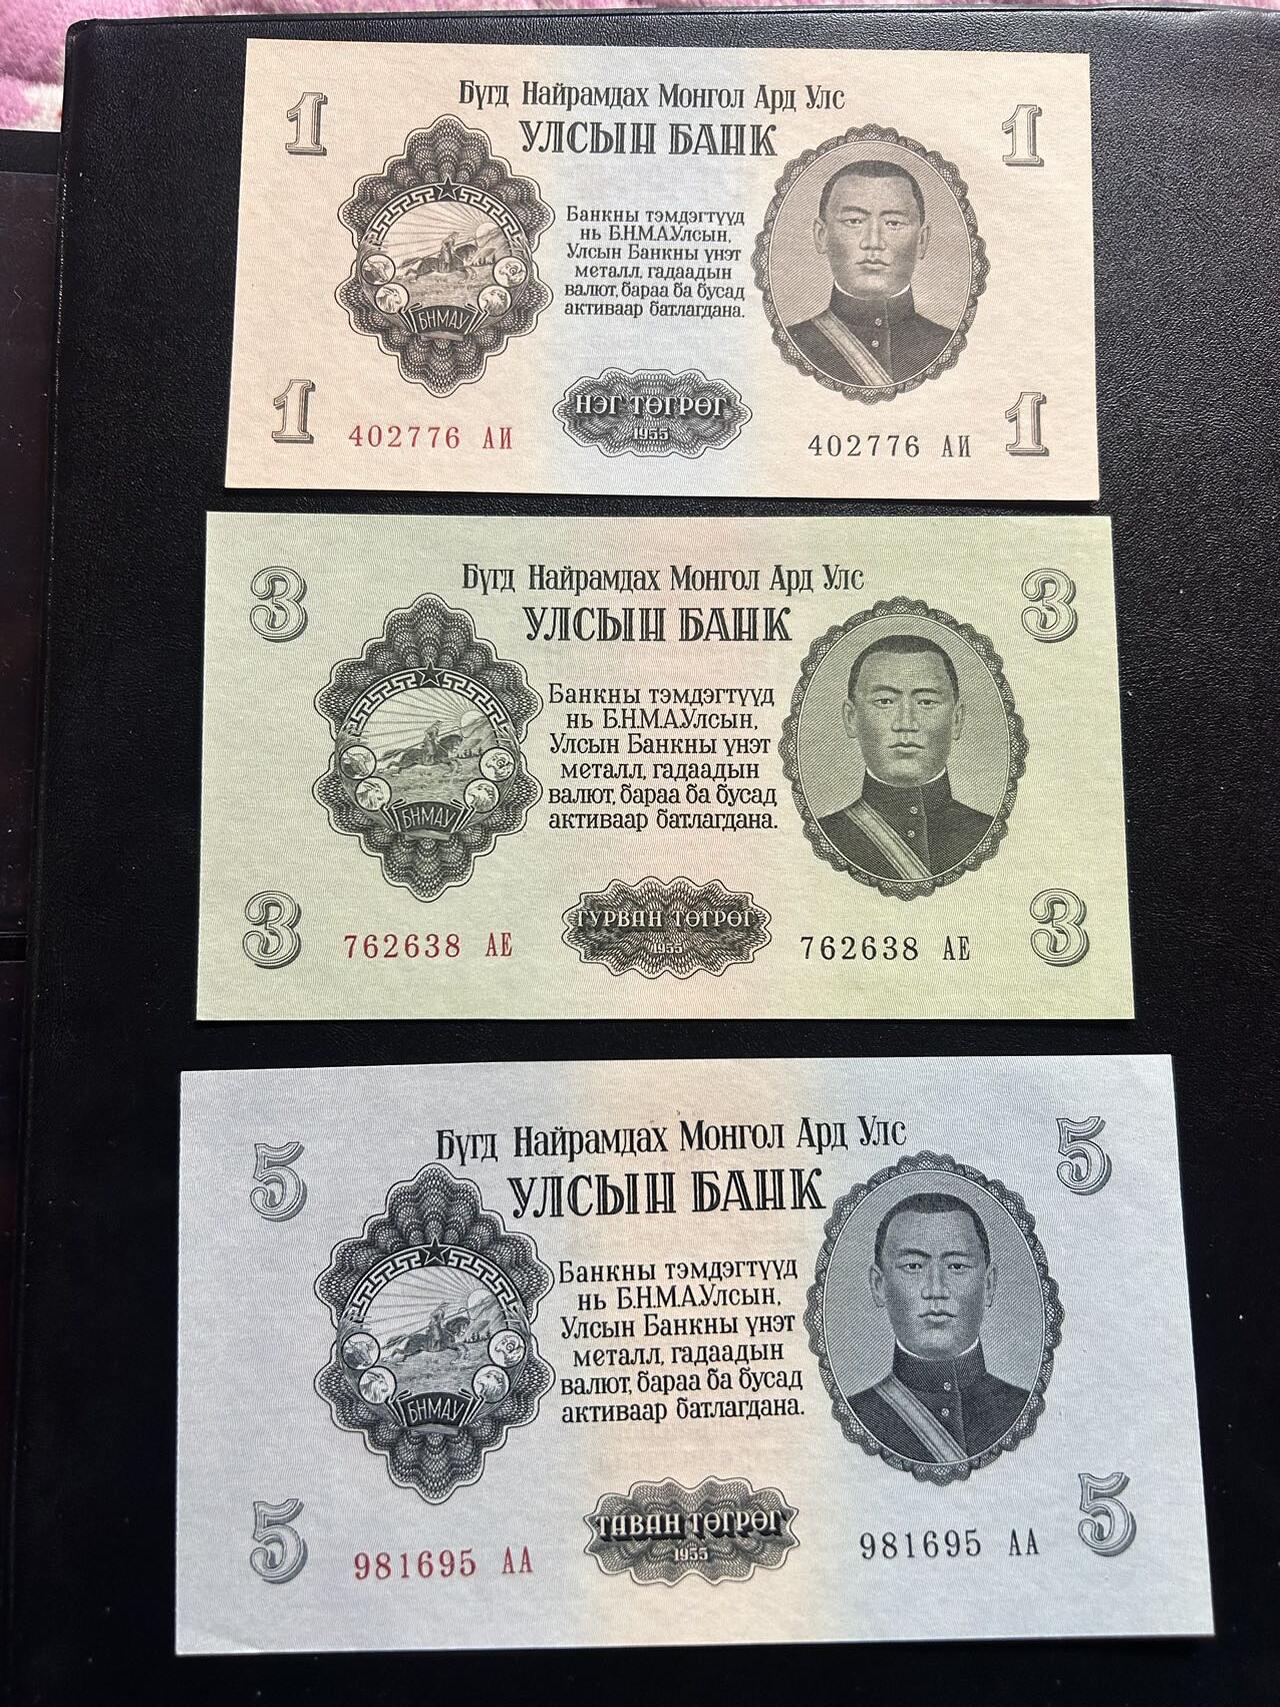 1 Бүгд Найрамдах Монгол Ард Улс 1
УЛСЫН БАНК
Банкны тэмдэгтүүд
нь Б.Н.М.А.Улсын,
Улсын Банкны үнэт
металл, гадаадын
валют, бараа ба бусад
активаар батлагдана.
БНМАУ
НЭГ ТӨГРӨГ
1955
1 402776 АИ 402776 АИ 1
3 Бүгд Найрамдах Монгол Ард Улс 3
УЛСЫН БАНК
Банкны тэмдэгтүүд
нь Б.Н.М.А.Улсын,
Улсын Банкны үнэт
металл, гадаадын
валют, бараа ба бусад
активаар батлагдана.
БНМАУ
ГУРВАН ТӨГРӨГ
1955
3 762638 АЕ 762638 АЕ 3
5 Бүгд Найрамдах Монгол Ард Улс 5
УЛСЫН БАНК
Банкны тэмдэгтүүд
нь Б.Н.М.А.Улсын,
Улсын Банкны үнэт
металл, гадаадын
валют, бараа ба бусад
активаар батлагдана.
БНМАУ
ТАВАН ТӨГРӨГ
1955
5 981695 АА 981695 АА 5